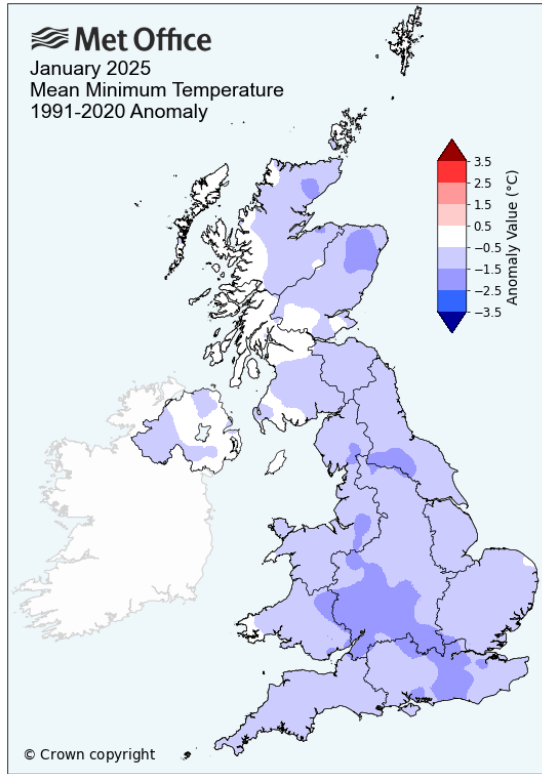 Met Office
January 2025
Mean Minimum Temperature
1991-2020 Anomaly
3.5
2.5
1.5
0.5
−0.5
−1.5
−2.5
−3.5
Anomaly Value (°C)
© Crown copyright